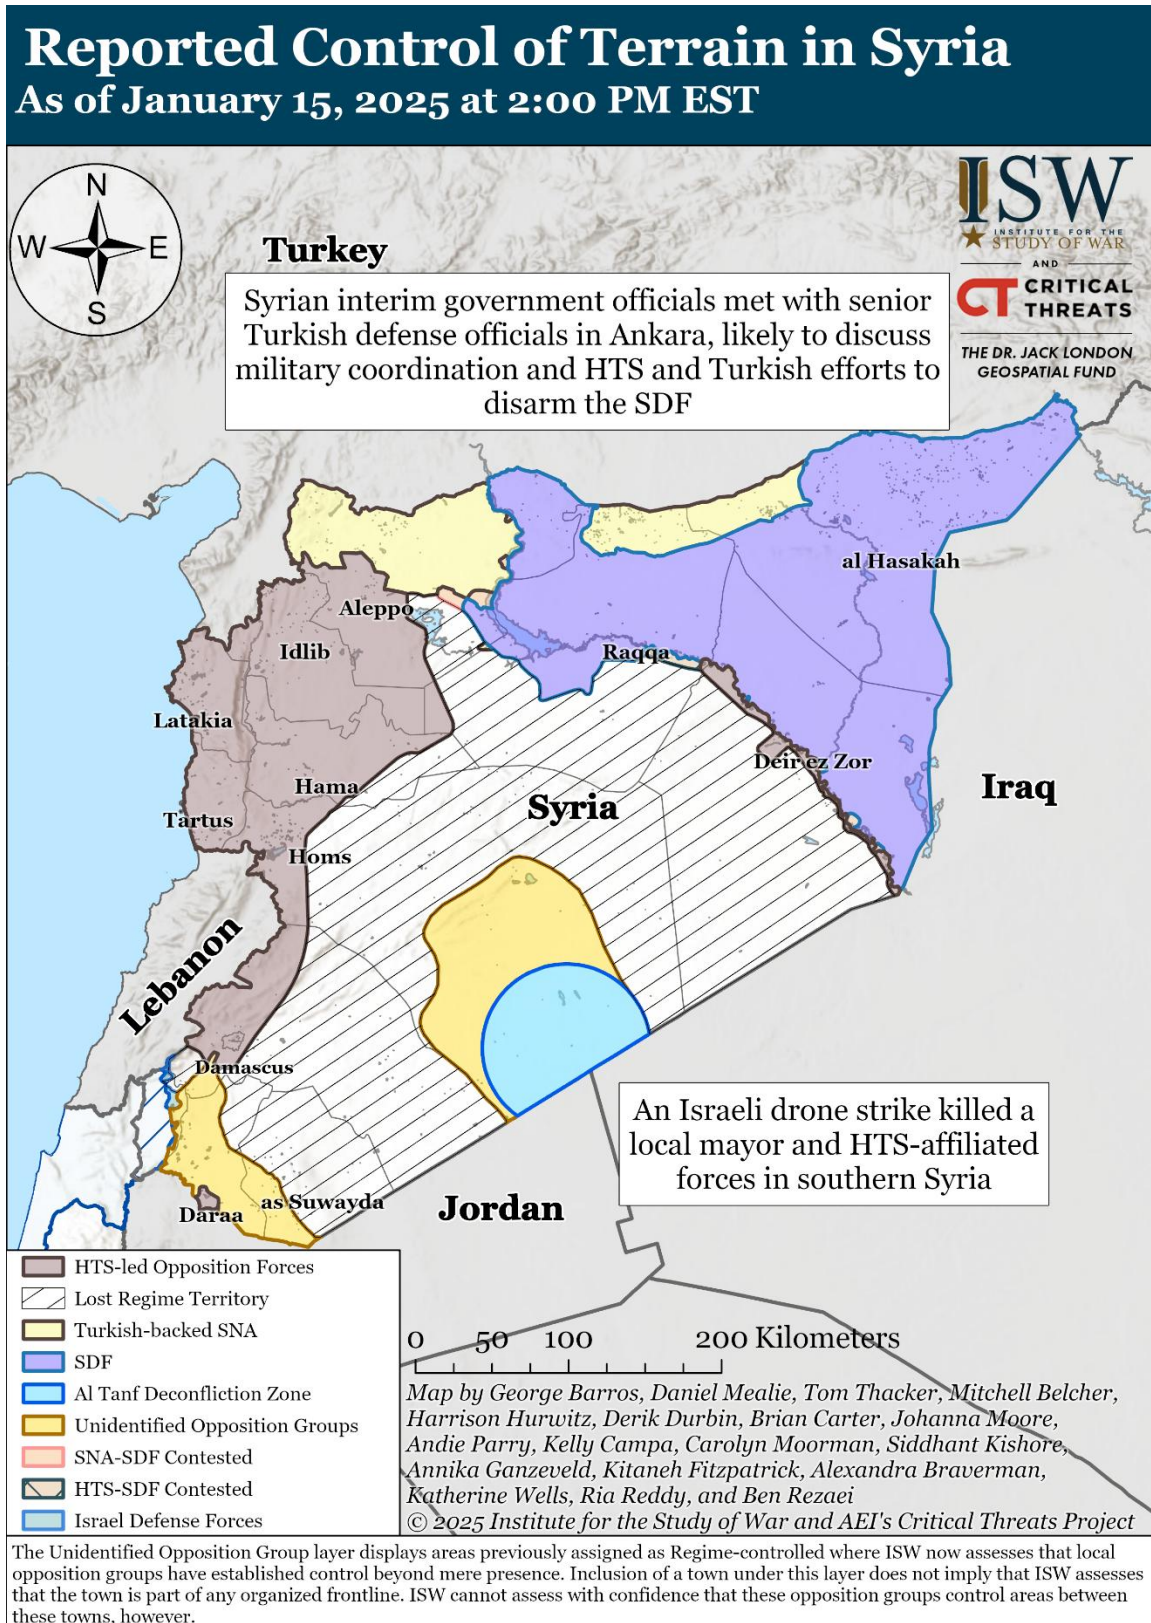 Reported Control of Terrain in Syria
As of January 15, 2025 at 2:00 PM EST
N
W
E
S
ISW
INSTITUTE FOR THE
STUDY OF WAR
AND
CT CRITICAL
THREATS
THE DR. JACK LONDON
GEOSPATIAL FUND
Turkey
Syrian interim government officials met with senior
Turkish defense officials in Ankara, likely to discuss
military coordination and HTS and Turkish efforts to
disarm the SDF
al Hasakah
Aleppo
Idlib
Raqqa
Latakia
Deir ez Zor
Hama
Syria
Iraq
Tartus
Homs
Lebanon
Damascus
An Israeli drone strike killed a
local mayor and HTS-affiliated
forces in southern Syria
as Suwayda
Daraa
Jordan
HTS-led Opposition Forces
Lost Regime Territory
Turkish-backed SNA
SDF
Al Tanf Deconfliction Zone
Unidentified Opposition Groups
SNA-SDF Contested
HTS-SDF Contested
Israel Defense Forces
0 50 100 200 Kilometers
Map by George Barros, Daniel Mealie, Tom Thacker, Mitchell Belcher,
Harrison Hurwitz, Derik Durbin, Brian Carter, Johanna Moore,
Andie Parry, Kelly Campa, Carolyn Moorman, Siddhant Kishore,
Annika Ganzeveld, Kitaneh Fitzpatrick, Alexandra Braverman,
Katherine Wells, Ria Reddy, and Ben Rezaei
© 2025 Institute for the Study of War and AEI's Critical Threats Project
The Unidentified Opposition Group layer displays areas previously assigned as Regime-controlled where ISW now assesses that local
opposition groups have established control beyond mere presence. Inclusion of a town under this layer does not imply that ISW assesses
that the town is part of any organized frontline. ISW cannot assess with confidence that these opposition groups control areas between
these towns, however.